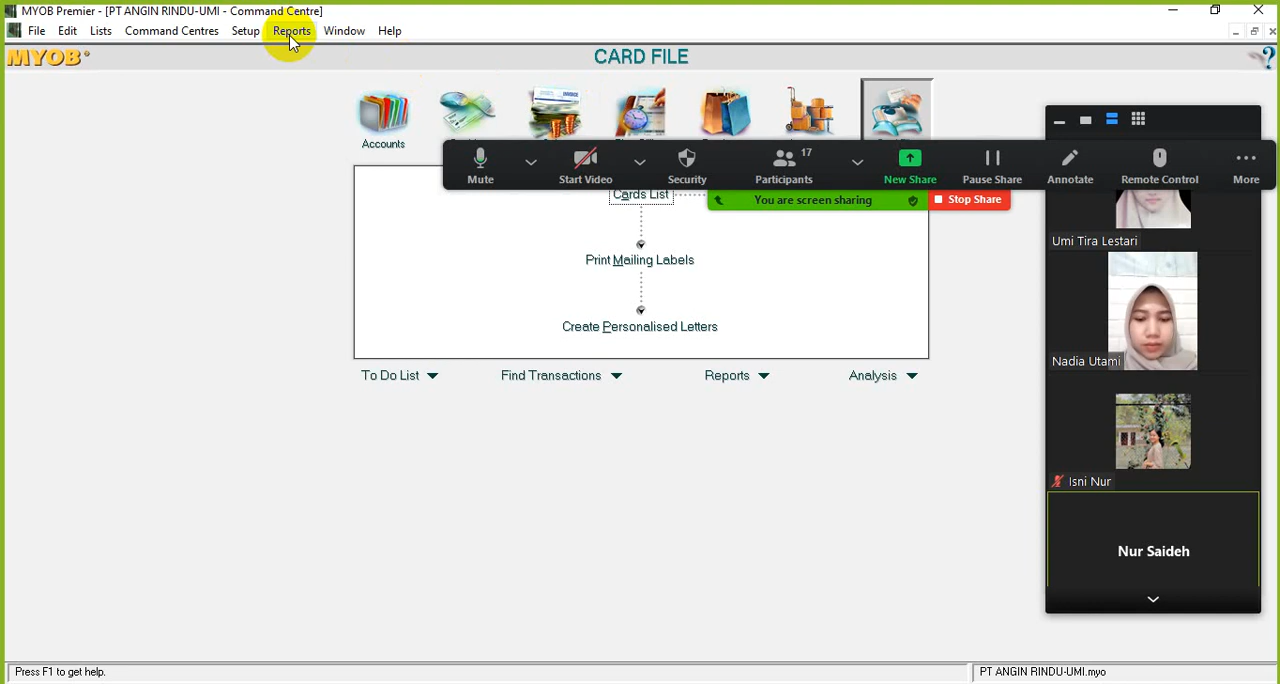 MYOB Premier - [PT ANGIN RINDU-UMI - Command Centre]
File Edit Lists Command Centres Setup Reports Window Help
MYOB
CARD FILE
?
Accounts
INVOICE
Mute Start Video Security Participants 17 New Share Pause Share Annotate Remote Control More
You are screen sharing Stop Share
Cards List
Print Mailing Labels
Create Personalised Letters
To Do List Find Transactions Reports Analysis
Umi Tira Lestari
Nadia Utami
Isni Nur
Nur Saideh
Press F1 to get help.
PT ANGIN RINDU-UMI.myo